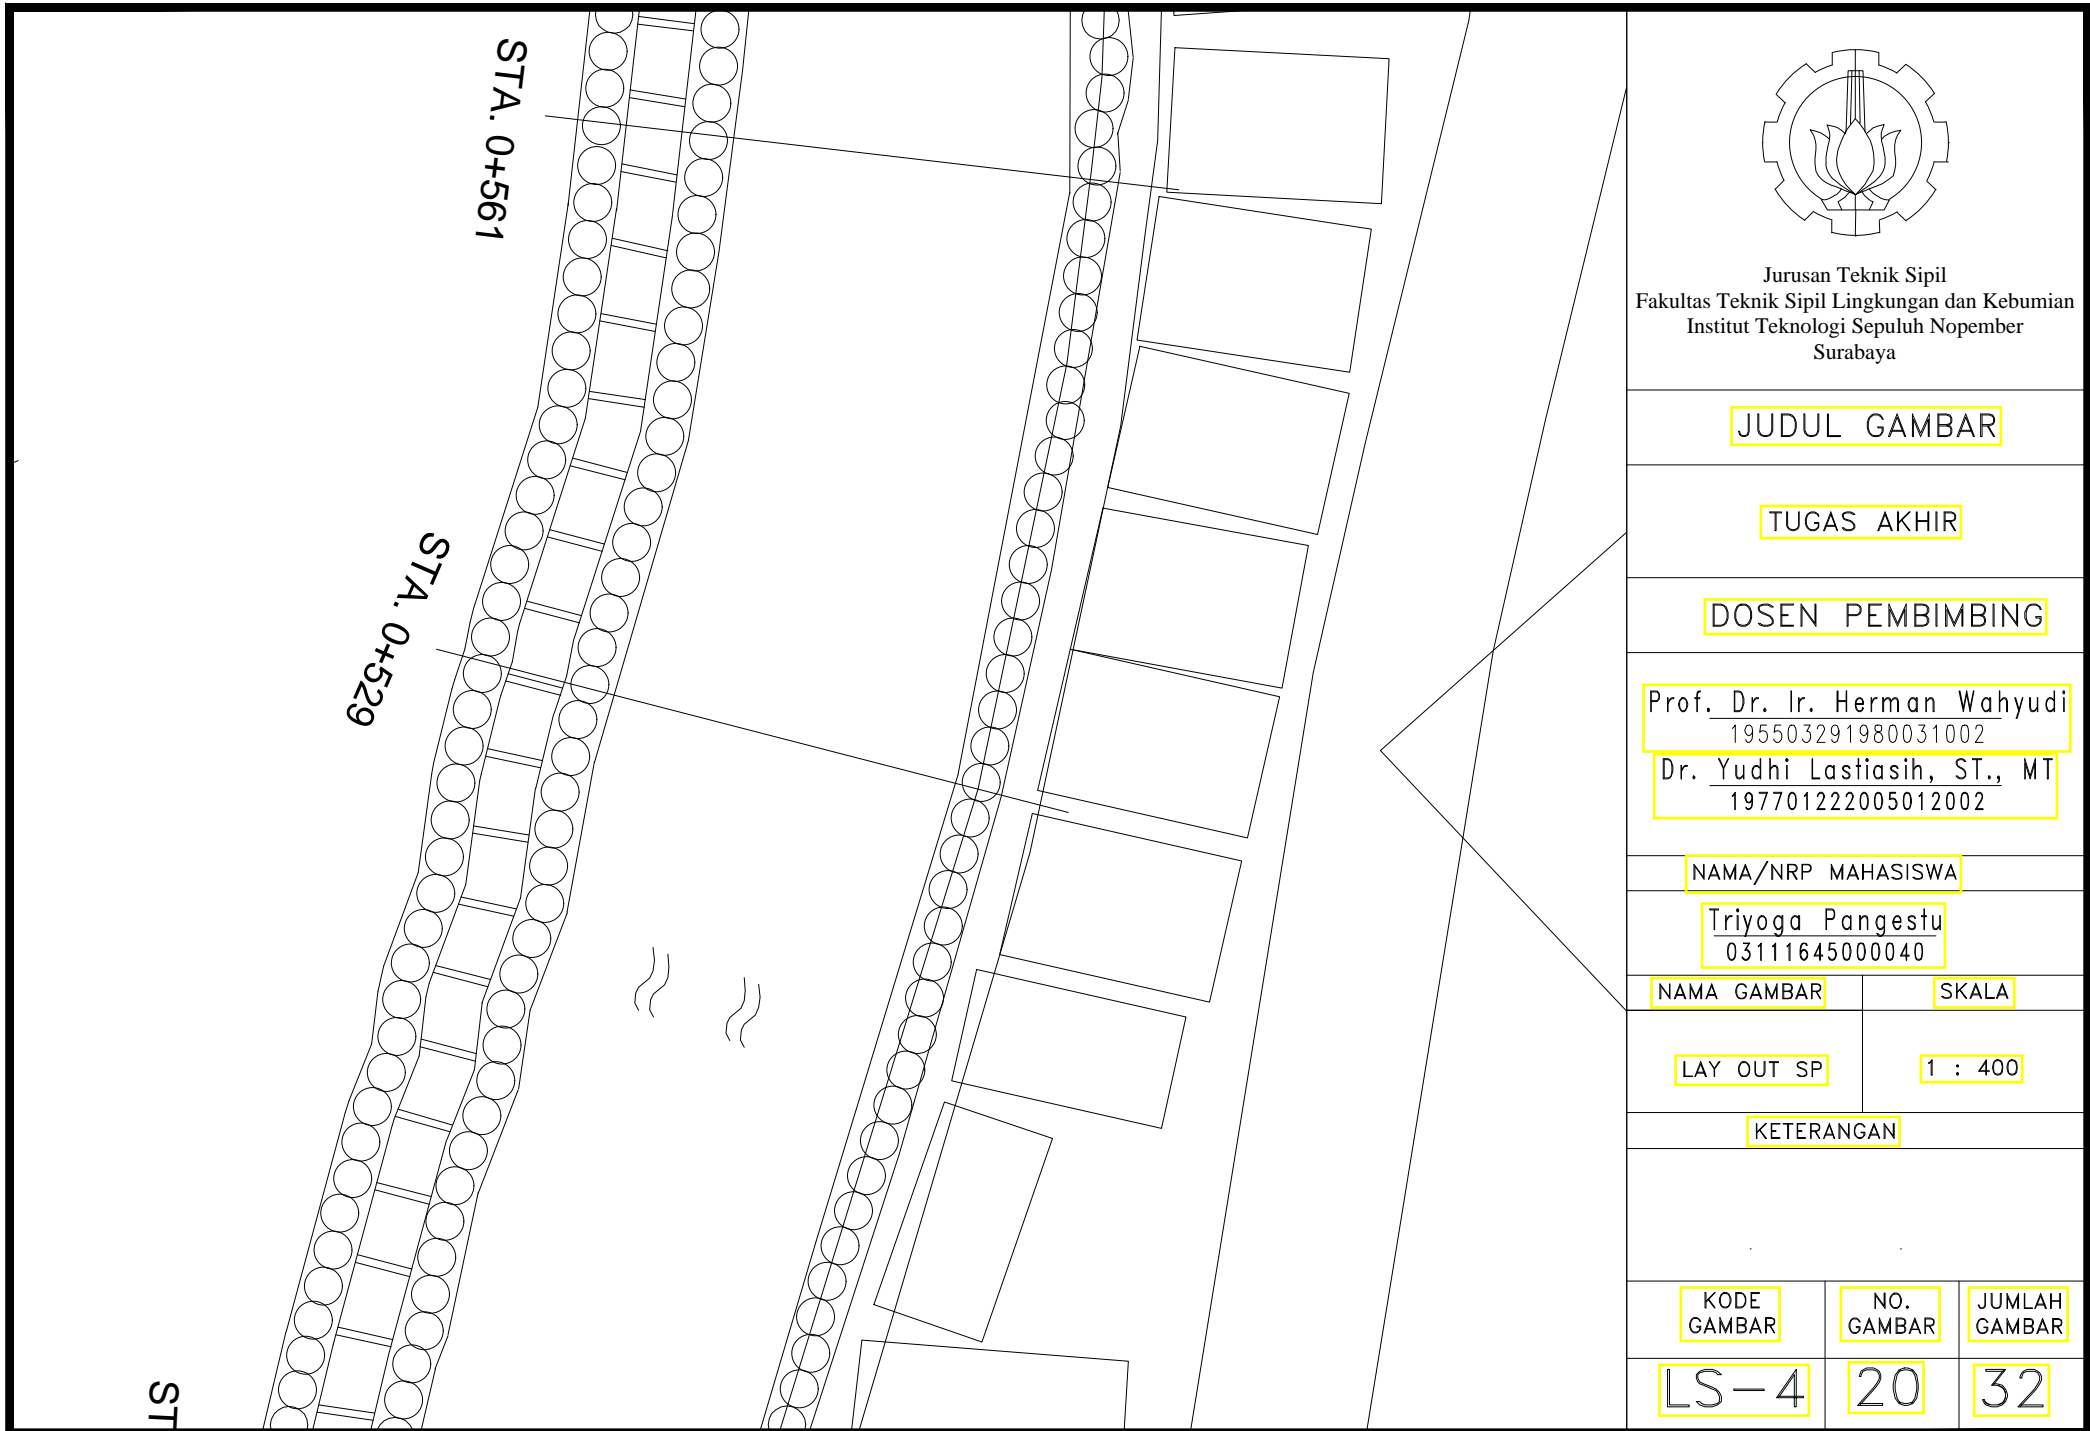 STA. 0+561
STA. 0+529
ST
Jurusan Teknik Sipil
Fakultas Teknik Sipil Lingkungan dan Kebumian
Institut Teknologi Sepuluh Nopember
Surabaya
JUDUL GAMBAR
TUGAS AKHIR
DOSEN PEMBIMBING
Prof. Dr. Ir. Herman Wahyudi
195503291980031002
Dr. Yudhi Lastiasih, ST., MT
197701222005012002
NAMA/NRP MAHASISWA
Triyoga Pangestu
03111645000040
NAMA GAMBAR SKALA
LAY OUT SP 1 : 400
KETERANGAN
KODE GAMBAR
NO. GAMBAR
JUMLAH GAMBAR
LS-4 20 32